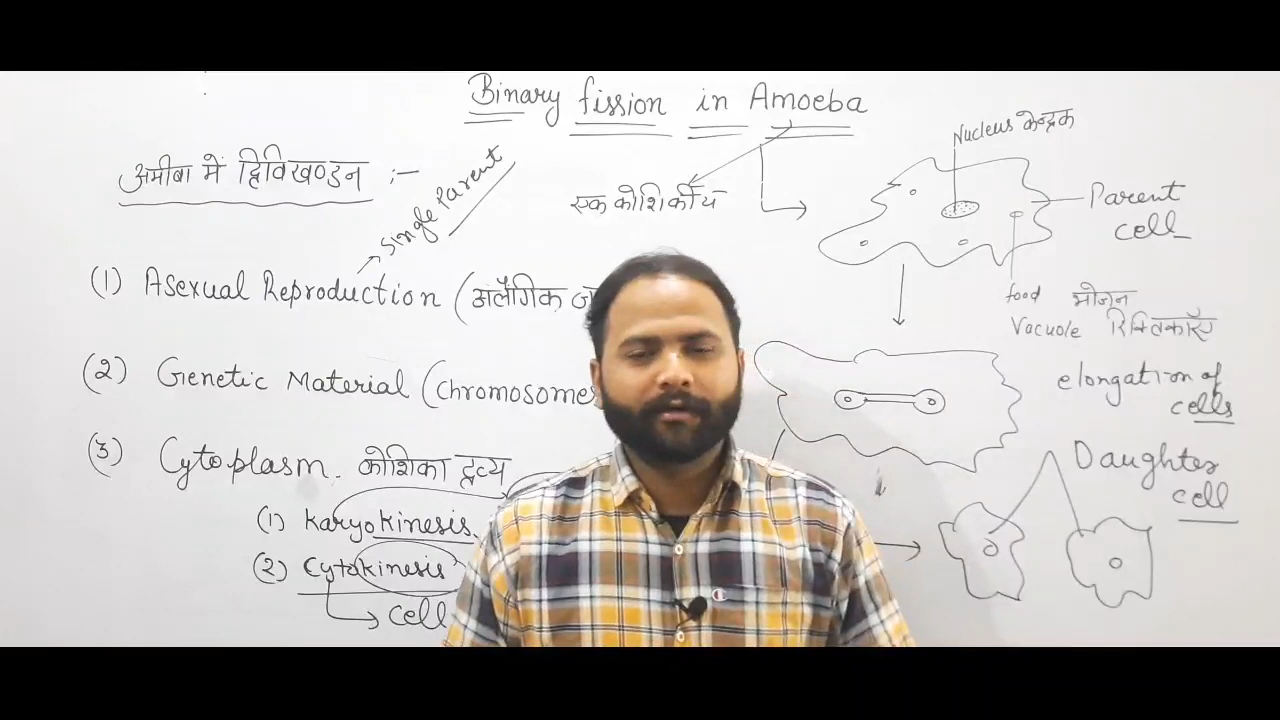 Binary fission in Amoeba
अमीबा में द्विविखण्डन :-
Single Parent
एक कोशिकीय
Nucleus केन्द्रक
Parent
cell
(1) Asexual Reproduction (अलैंगिक
food भोजन
Vacuole
(2) Genetic Material (Chromosomes
elongation of
cells
(3) Cytoplasm. कोशिका द्रव्य
(1) Karyokinesis.
(2) Cytokinesis
cell
Daughter
cell